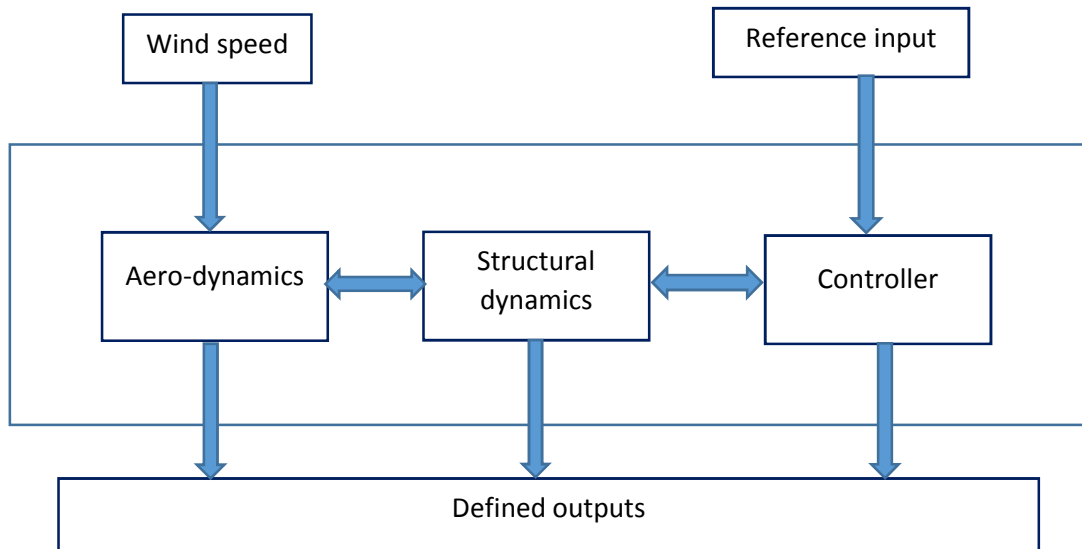 Wind speed
Reference input
Aero-dynamics
Structural
dynamics
Controller
Defined outputs